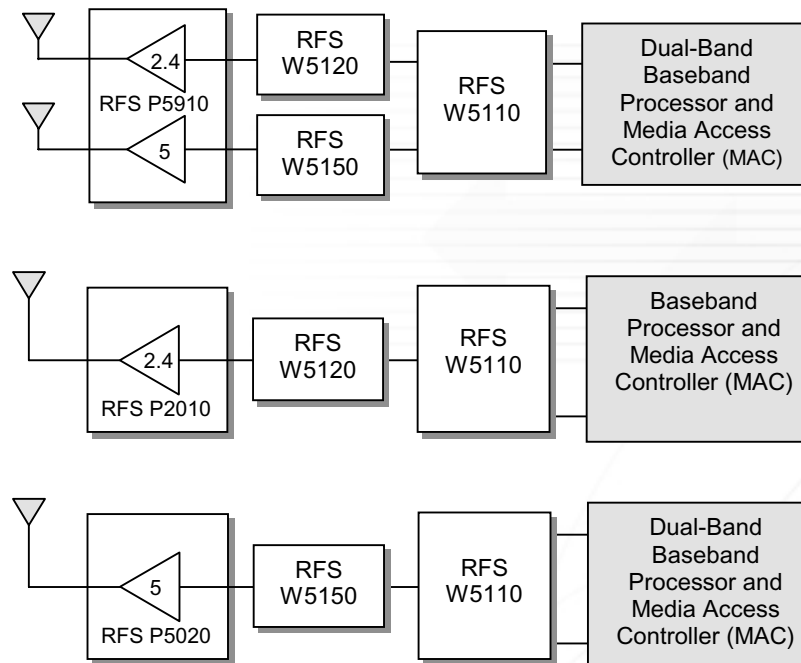 2.4
RFS P5910
5
RFS
W5120
RFS
W5150
RFS
W5110
Dual-Band
Baseband
Processor and
Media Access
Controller (MAC)
2.4
RFS P2010
RFS
W5120
RFS
W5110
Baseband
Processor and
Media Access
Controller (MAC)
5
RFS P5020
RFS
W5150
RFS
W5110
Dual-Band
Baseband
Processor and
Media Access
Controller (MAC)